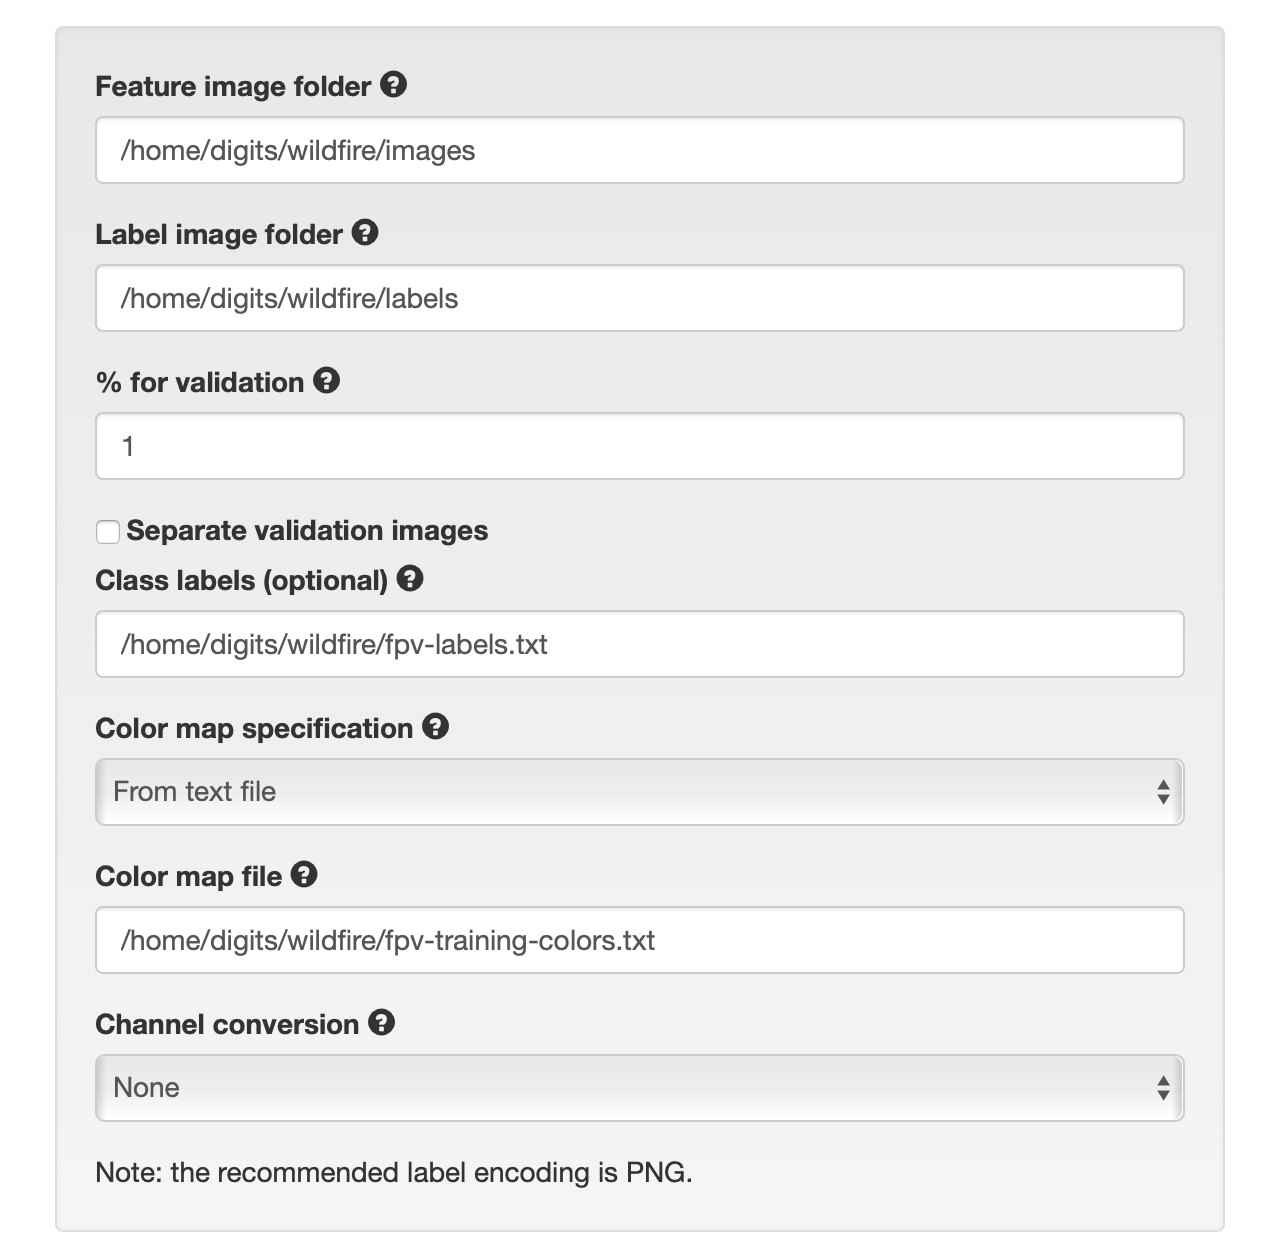 Feature image folder ?
/home/digits/wildfire/images
Label image folder ?
/home/digits/wildfire/labels
% for validation ?
1
Separate validation images
Class labels (optional) ?
/home/digits/wildfire/fpv-labels.txt
Color map specification ?
From text file
Color map file ?
/home/digits/wildfire/fpv-training-colors.txt
Channel conversion ?
None
Note: the recommended label encoding is PNG.